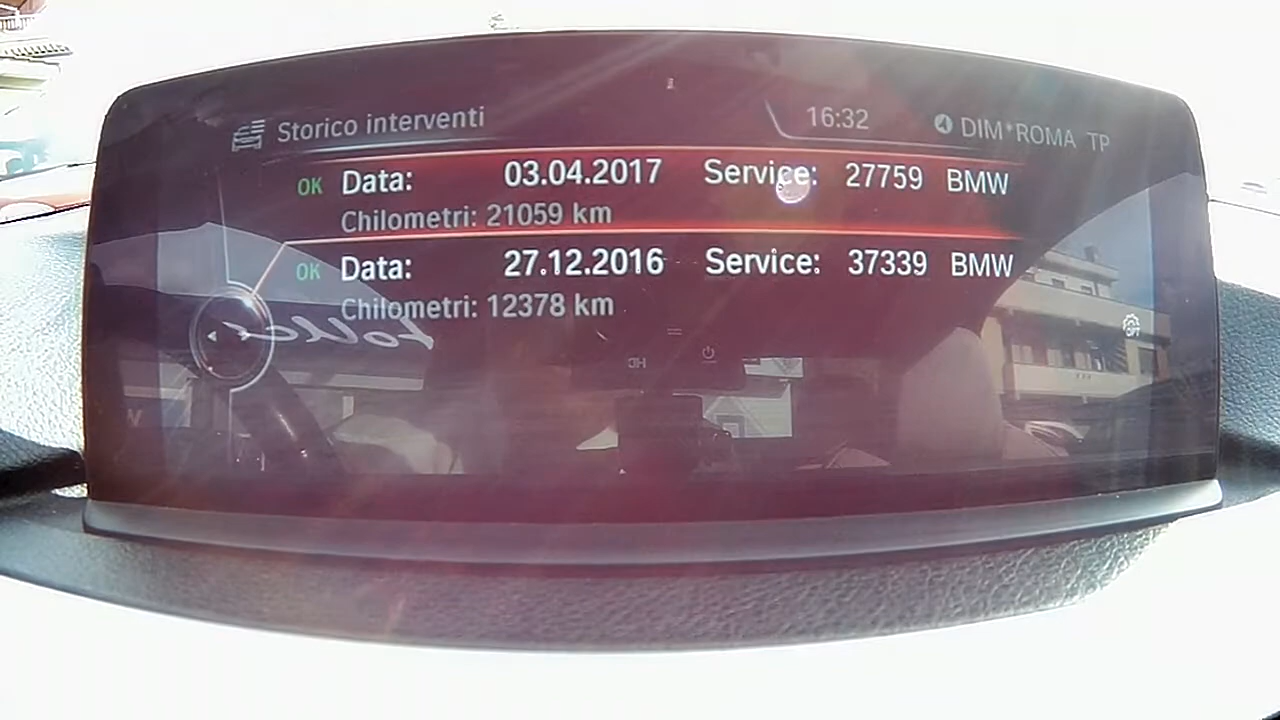 Storico interventi 16:32 4 DIM*ROMA TP
OK Data: 03.04.2017 Service: 27759 BMW
Chilometri: 21059 km
OK Data: 27.12.2016 Service: 37339 BMW
Chilometri: 12378 km